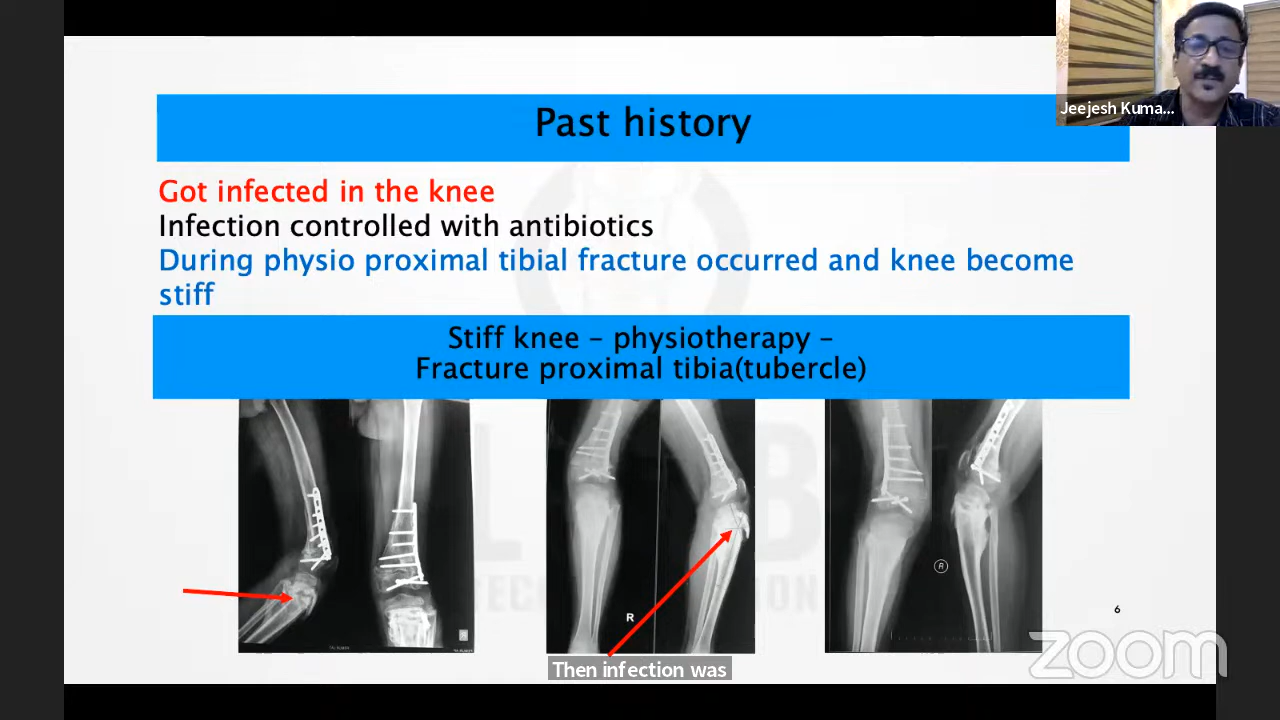 Past history
Jeejesh Kuma...
Got infected in the knee
Infection controlled with antibiotics
During physio proximal tibial fracture occurred and knee become
stiff
Stiff knee – physiotherapy –
Fracture proximal tibia(tubercle)
R
R
6
Then infection was
zoom